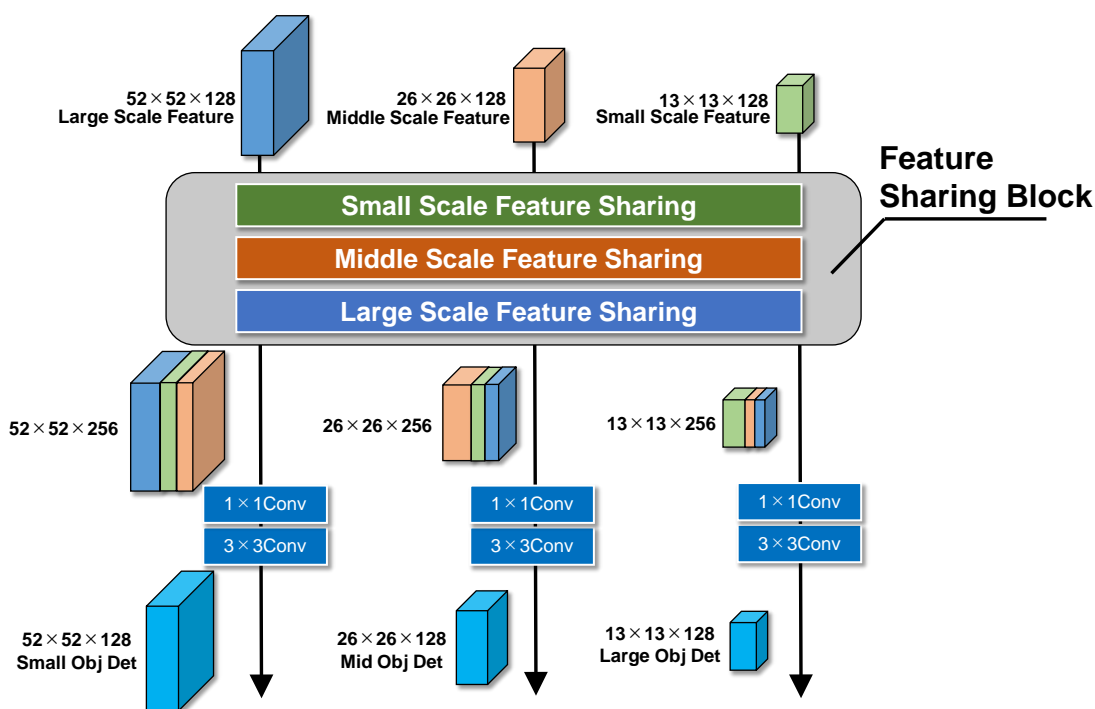 52×52×128
Large Scale Feature
26×26×128
Middle Scale Feature
13×13×128
Small Scale Feature
Feature
Sharing Block
Small Scale Feature Sharing
Middle Scale Feature Sharing
Large Scale Feature Sharing
52×52×256
26×26×256
13×13×256
1×1Conv
3×3Conv
1×1Conv
3×3Conv
1×1Conv
3×3Conv
52×52×128
Small Obj Det
26×26×128
Mid Obj Det
13×13×128
Large Obj Det